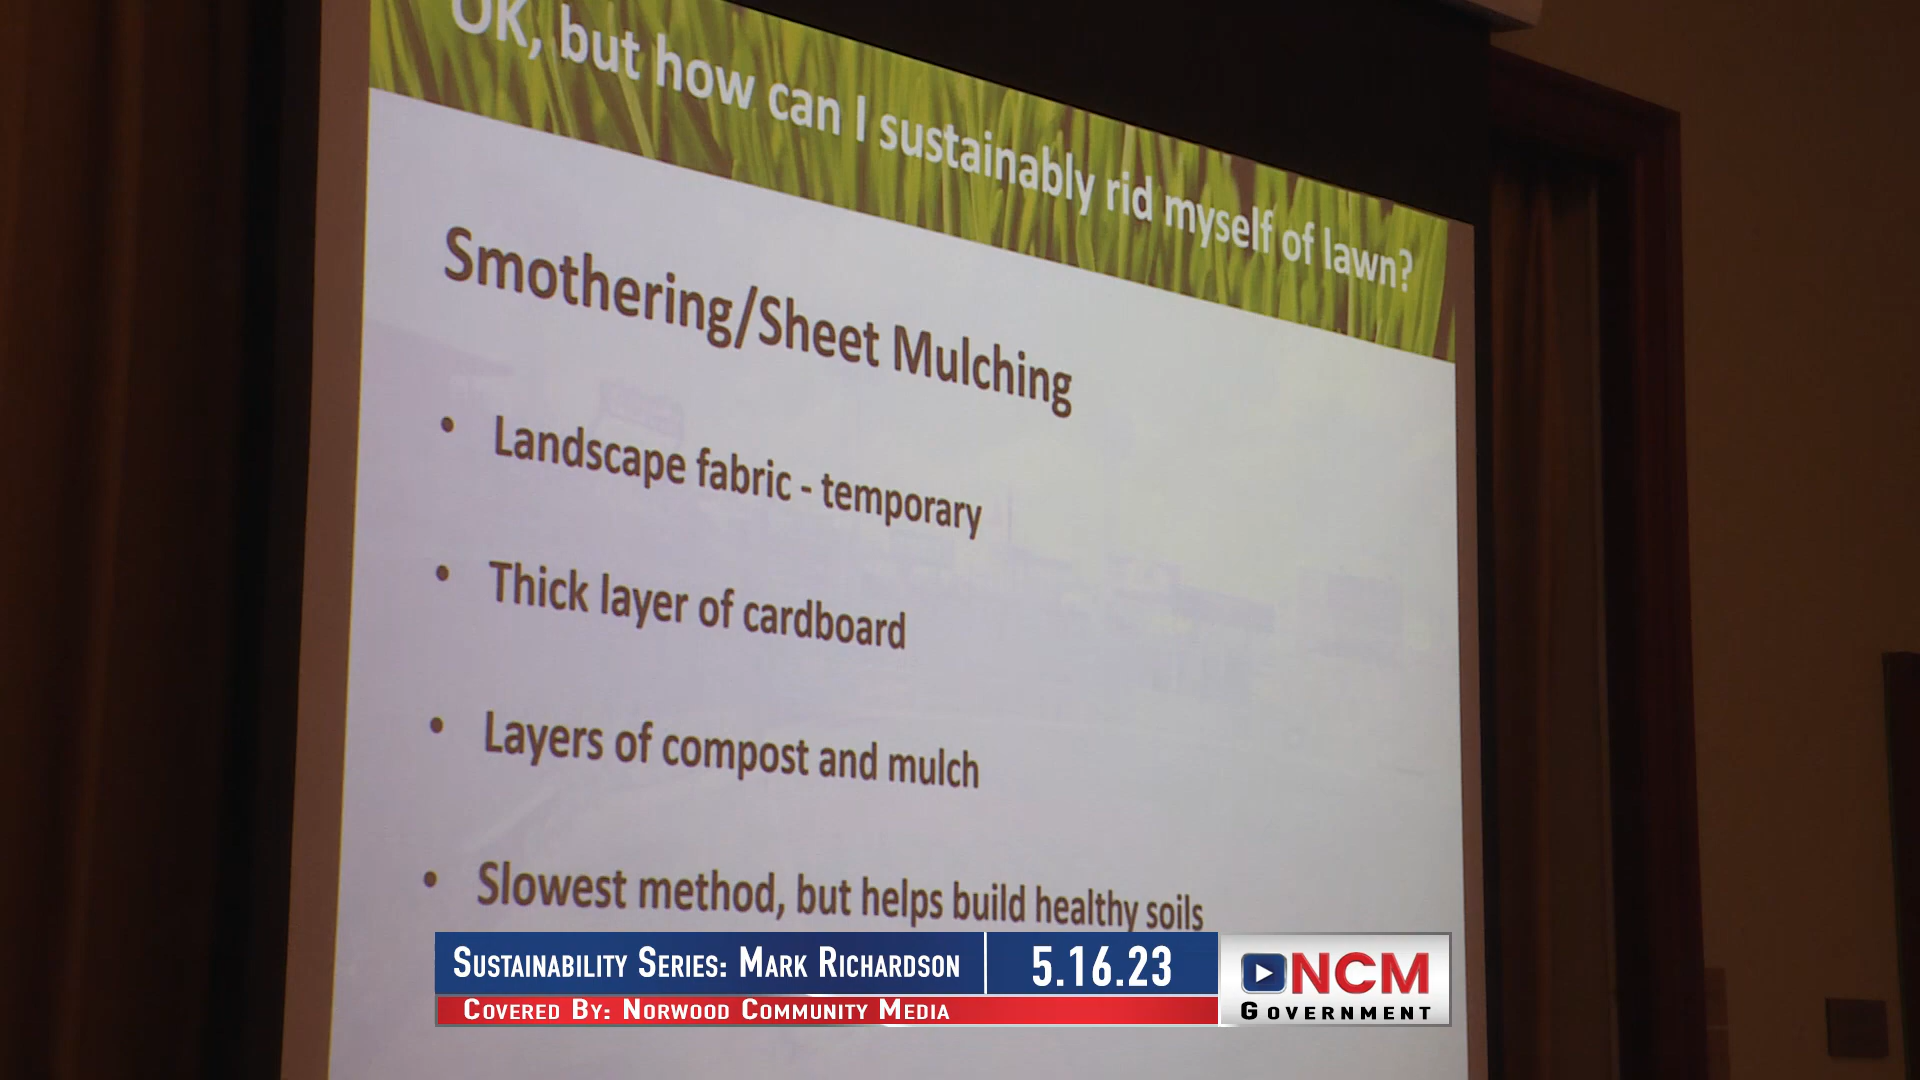 OK, but how can I sustainably rid myself of lawn?
Smothering/Sheet Mulching
• Landscape fabric - temporary
• Thick layer of cardboard
• Layers of compost and mulch
• Slowest method, but helps build healthy soils
SUSTAINABILITY SERIES: MARK RICHARDSON
5.16.23
COVERED BY: NORWOOD COMMUNITY MEDIA
NCM
GOVERNMENT